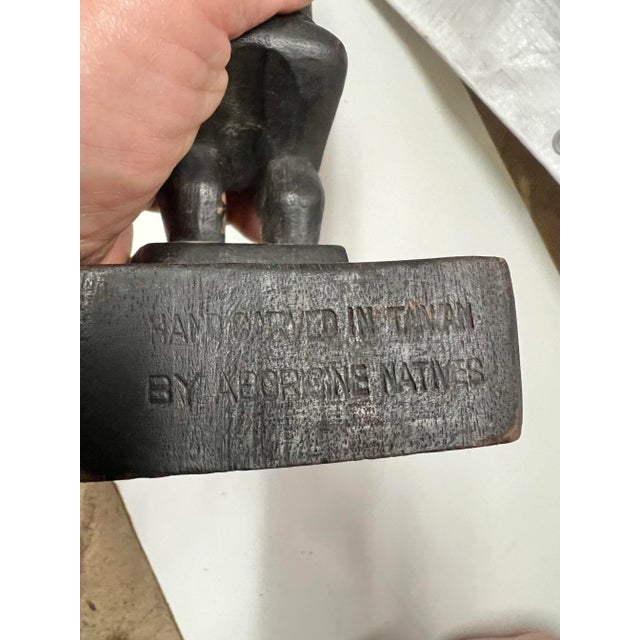 HAND CARVED IN TAIWAN
BY ABORIGINE NATIVES